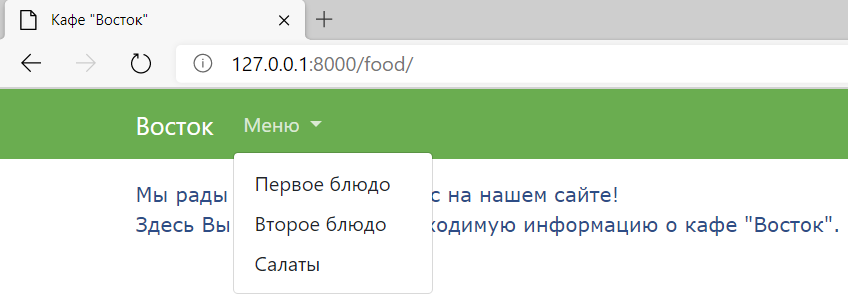 Кафе "Восток"
127.0.0.1:8000/food/
Восток Меню
Первое блюдо
Второе блюдо
Салаты
Мы рады с на нашем сайте!
Здесь Вы ходимую информацию о кафе "Восток".